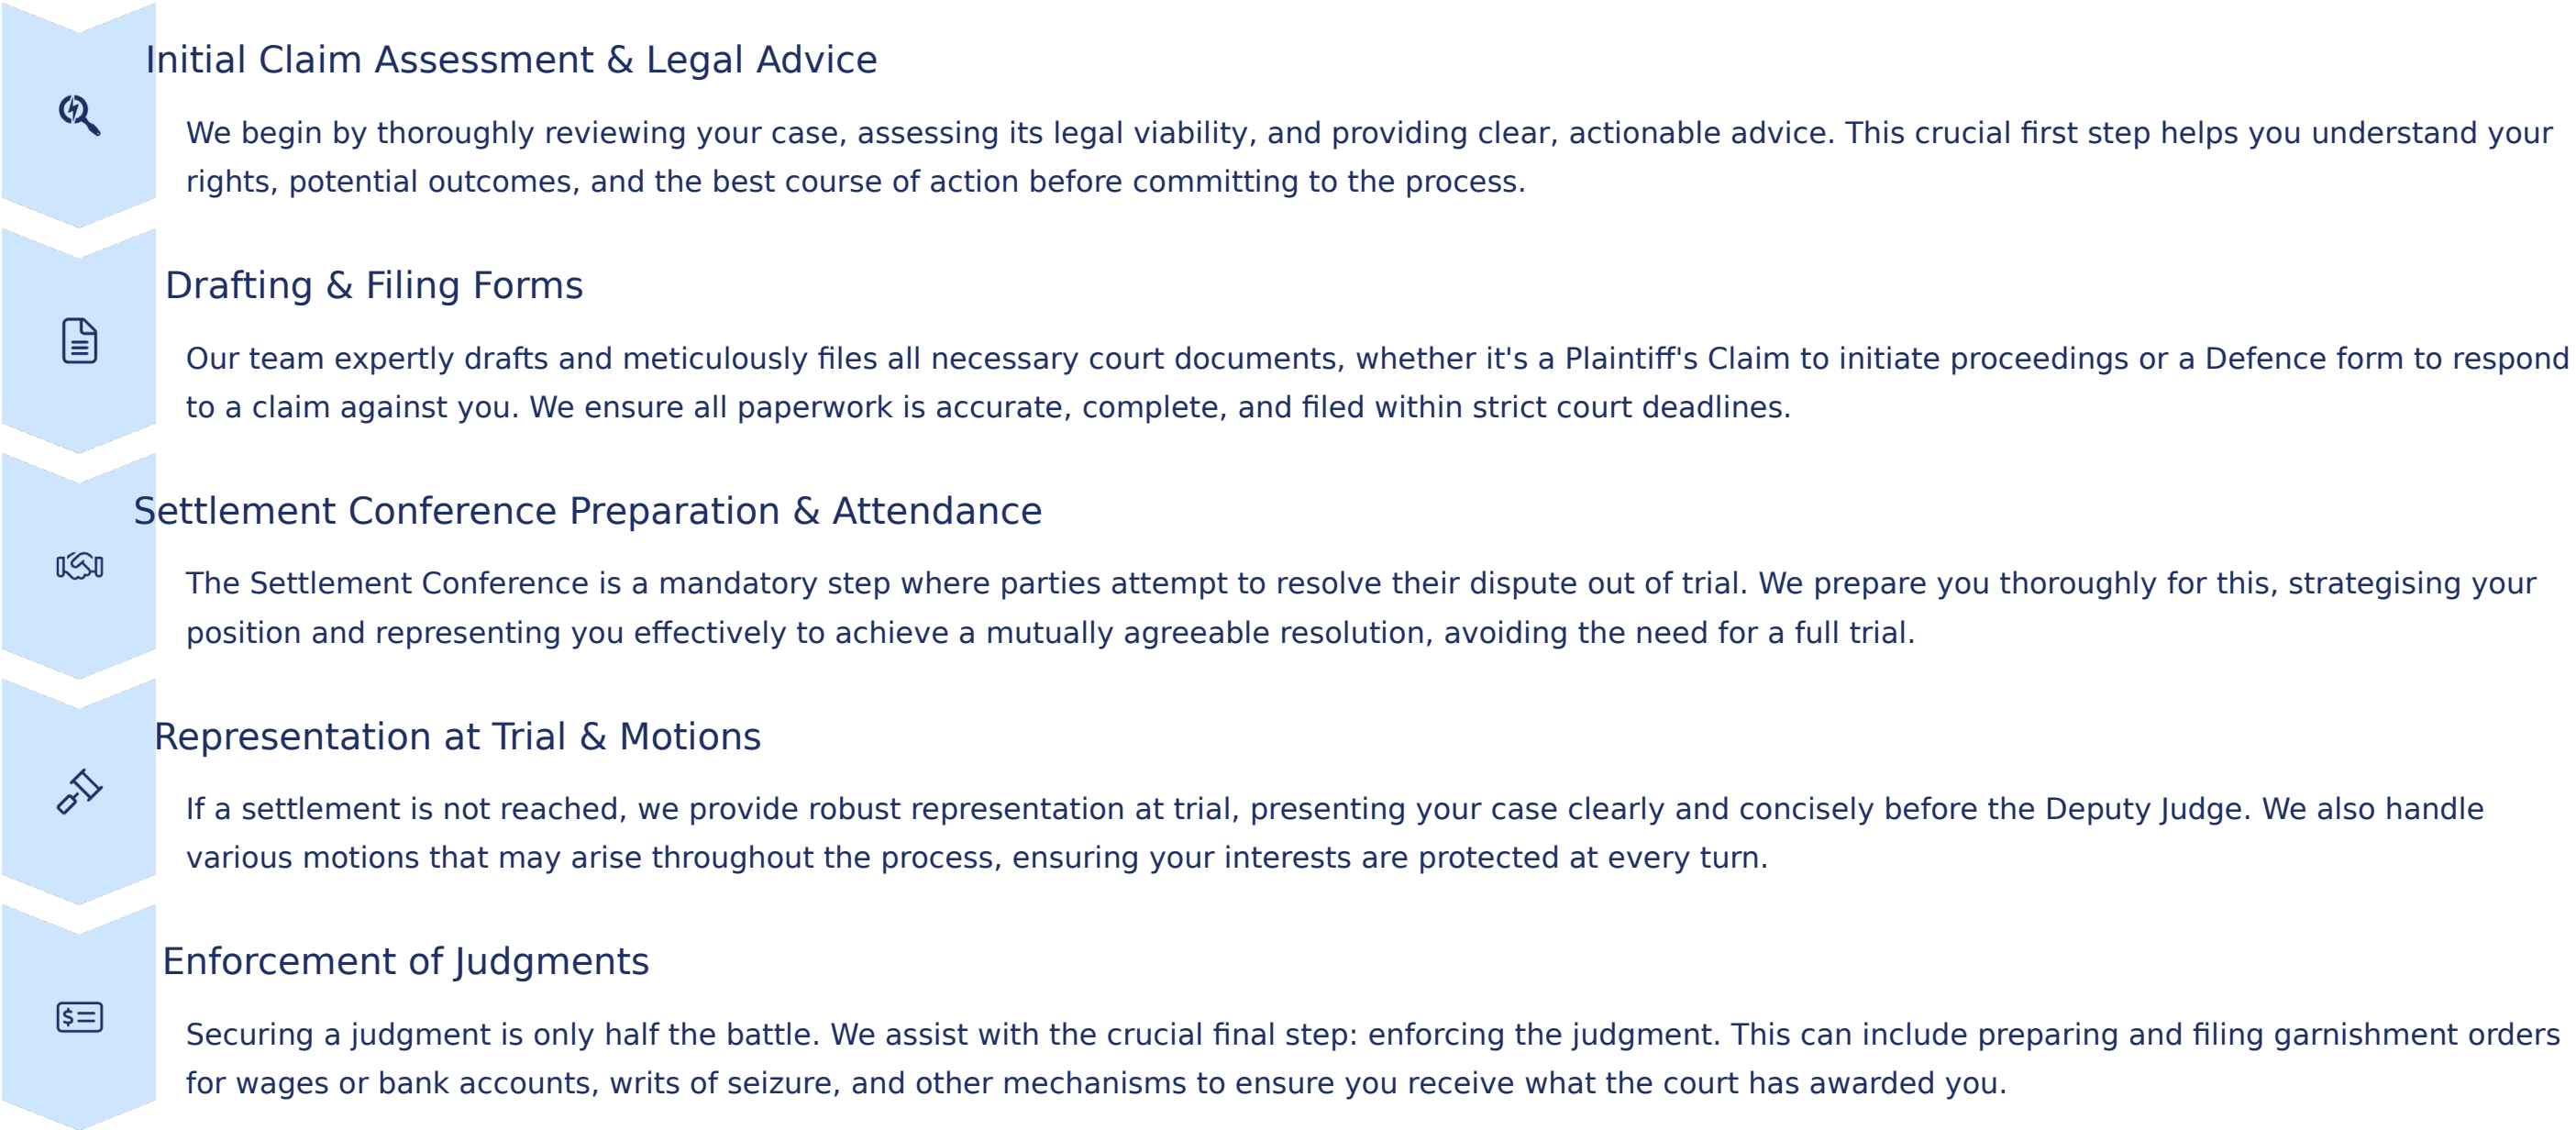 Initial Claim Assessment & Legal Advice
We begin by thoroughly reviewing your case, assessing its legal viability, and providing clear, actionable advice. This crucial first step helps you understand your
rights, potential outcomes, and the best course of action before committing to the process.
Drafting & Filing Forms
Our team expertly drafts and meticulously files all necessary court documents, whether it's a Plaintiff's Claim to initiate proceedings or a Defence form to respond
to a claim against you. We ensure all paperwork is accurate, complete, and filed within strict court deadlines.
Settlement Conference Preparation & Attendance
The Settlement Conference is a mandatory step where parties attempt to resolve their dispute out of trial. We prepare you thoroughly for this, strategising your
position and representing you effectively to achieve a mutually agreeable resolution, avoiding the need for a full trial.
Representation at Trial & Motions
If a settlement is not reached, we provide robust representation at trial, presenting your case clearly and concisely before the Deputy Judge. We also handle
various motions that may arise throughout the process, ensuring your interests are protected at every turn.
Enforcement of Judgments
Securing a judgment is only half the battle. We assist with the crucial final step: enforcing the judgment. This can include preparing and filing garnishment orders
for wages or bank accounts, writs of seizure, and other mechanisms to ensure you receive what the court has awarded you.